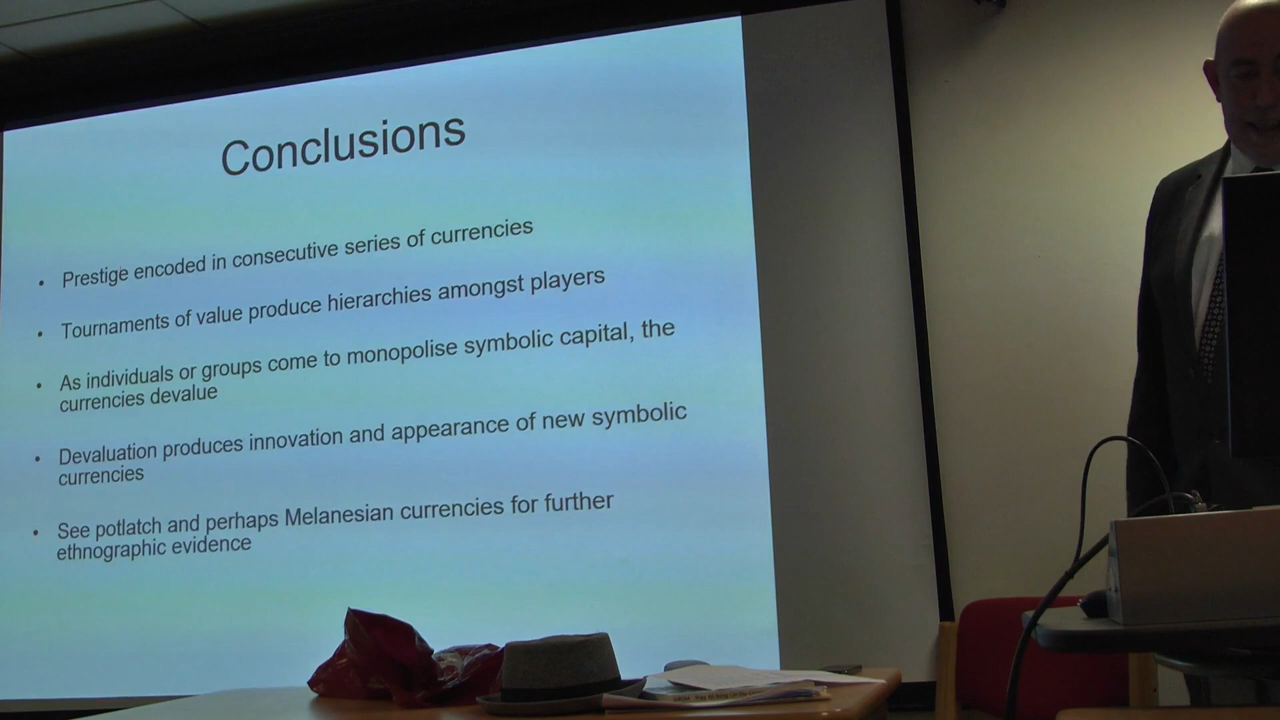 Conclusions
• Prestige encoded in consecutive series of currencies
• Tournaments of value produce hierarchies amongst players
• As individuals or groups come to monopolise symbolic capital, the
currencies devalue
• Devaluation produces innovation and appearance of new symbolic
currencies
• See potlatch and perhaps Melanesian currencies for further
ethnographic evidence